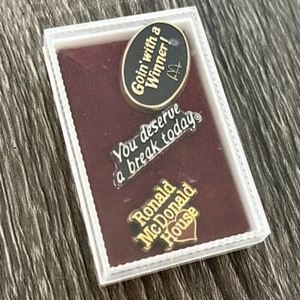 Goin' with a
Winner!
You deserve
a break today®
Ronald
McDonald
House